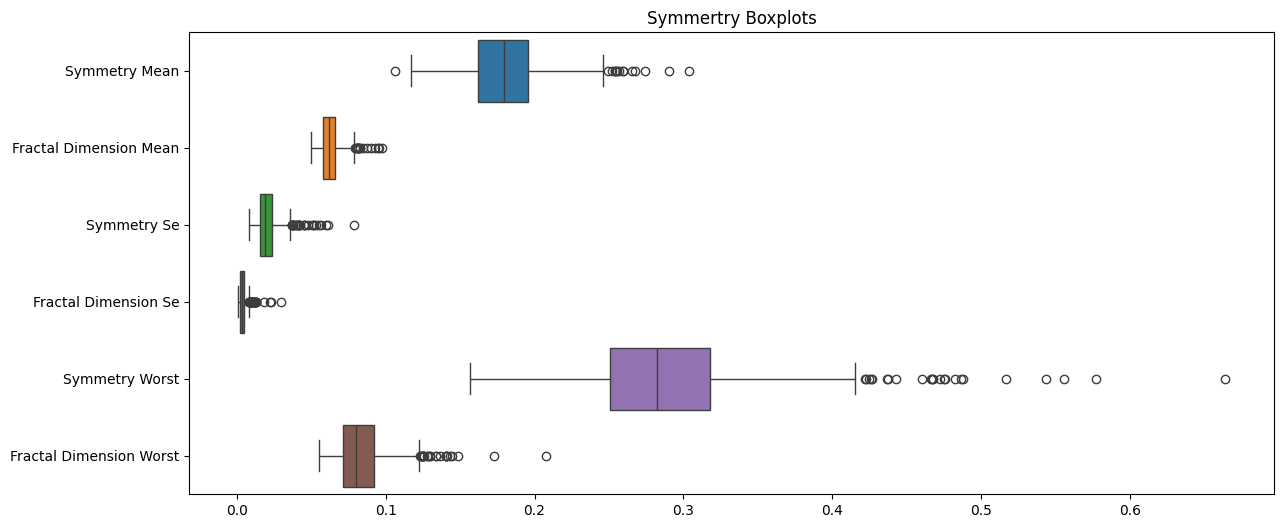 Symmertry Boxplots
Symmetry Mean
Fractal Dimension Mean
Symmetry Se
Fractal Dimension Se
Symmetry Worst
Fractal Dimension Worst
0.0 0.1 0.2 0.3 0.4 0.5 0.6